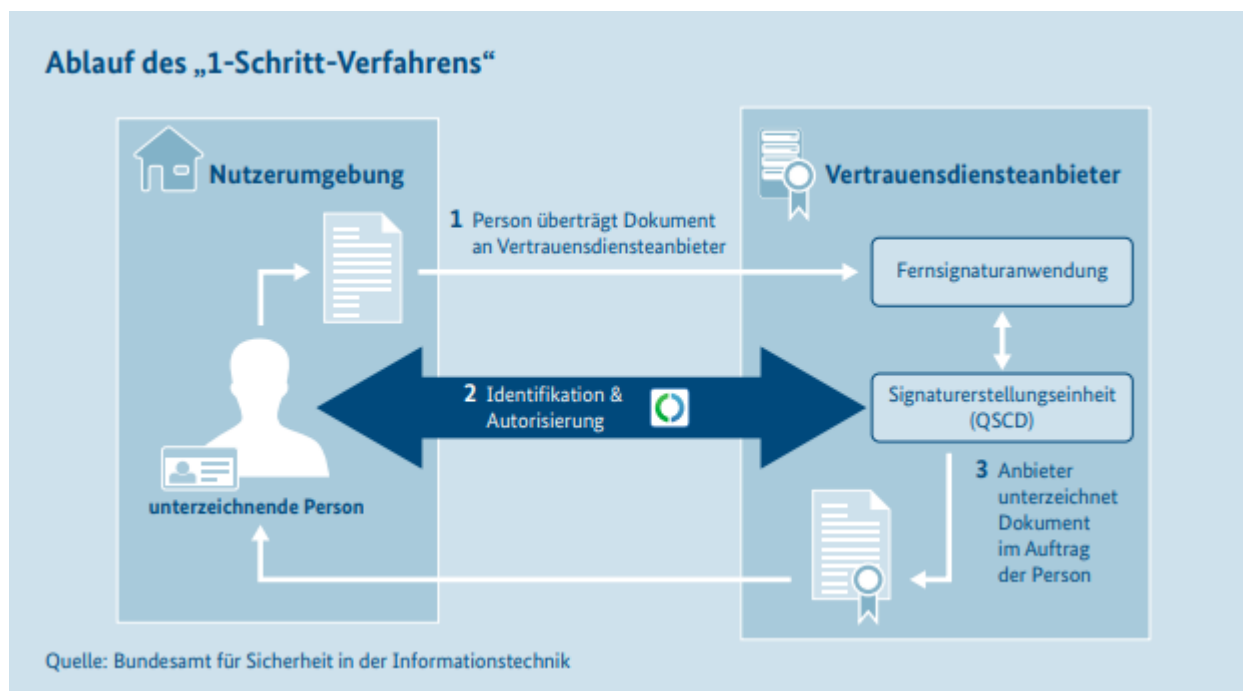 Ablauf des „1-Schritt-Verfahrens“
Nutzerumgebung
Vertrauensdiensteanbieter
1 Person überträgt Dokument
an Vertrauensdiensteanbieter
Fernsignaturanwendung
2 Identifikation &
Autorisierung
Signaturerstellungseinheit
(QSCD)
3 Anbieter
unterzeichnet
Dokument
im Auftrag
der Person
unterzeichnende Person
Quelle: Bundesamt für Sicherheit in der Informationstechnik